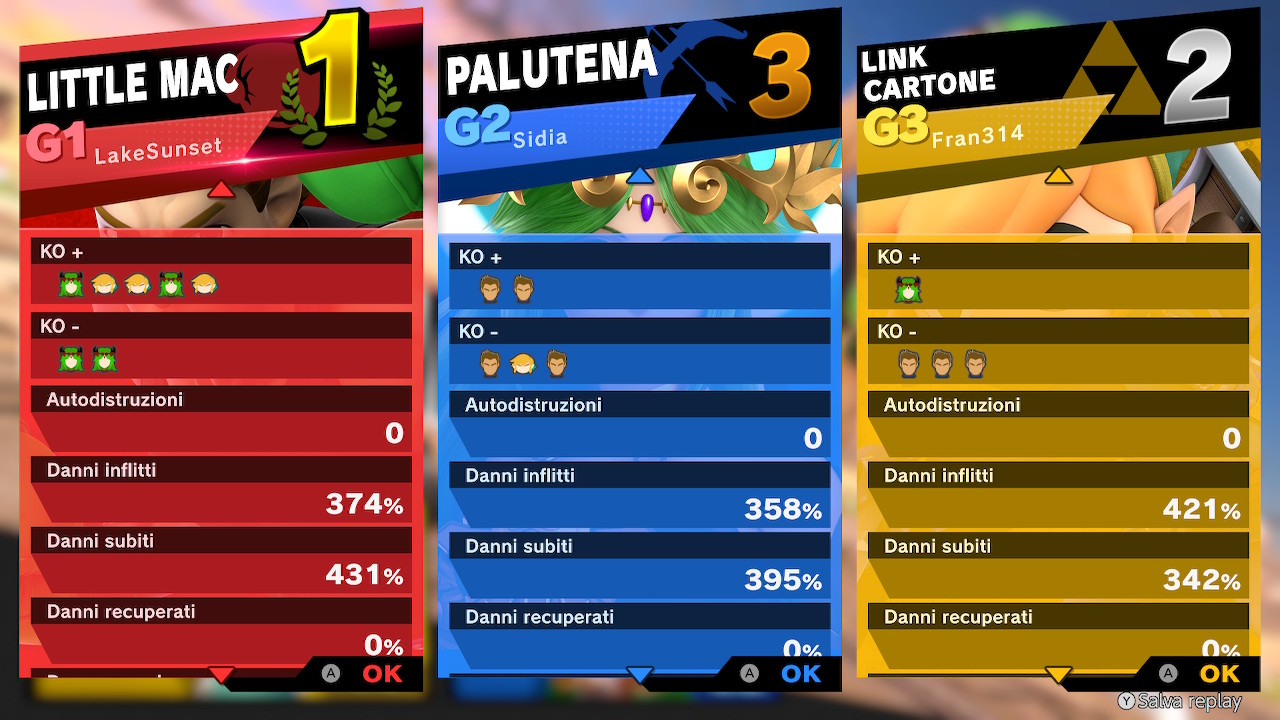 LITTLE MAC
1
G1 LakeSunset
KO +
KO -
Autodistruzioni
0
Danni inflitti
374%
Danni subiti
431%
Danni recuperati
0%
A OK
PALUTENA
3
G2 Sidia
KO +
KO -
Autodistruzioni
0
Danni inflitti
358%
Danni subiti
395%
Danni recuperati
0%
A OK
LINK
CARTONE
2
G3 Fran314
KO +
KO -
Autodistruzioni
0
Danni inflitti
421%
Danni subiti
342%
Danni recuperati
0%
A OK
Y Salva replay